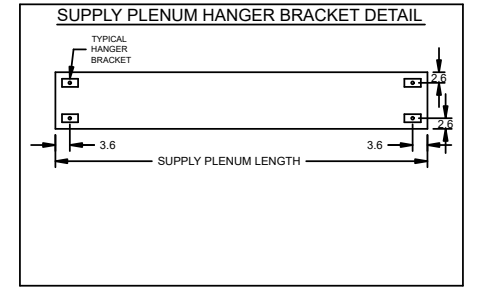 SUPPLY PLENUM HANGER BRACKET DETAIL
TYPICAL
HANGER
BRACKET
2.6
2.6
3.6
3.6
SUPPLY PLENUM LENGTH